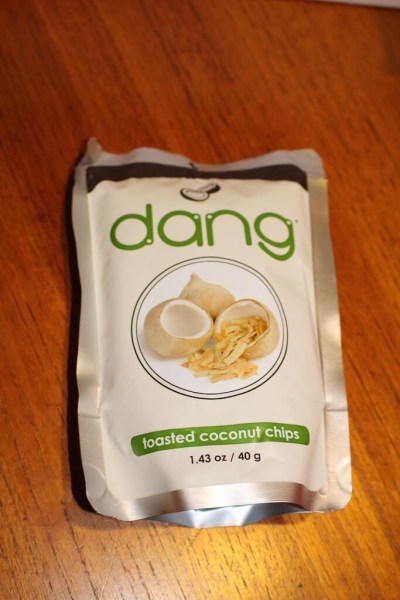 dang
toasted coconut chips
1.43 oz / 40 g